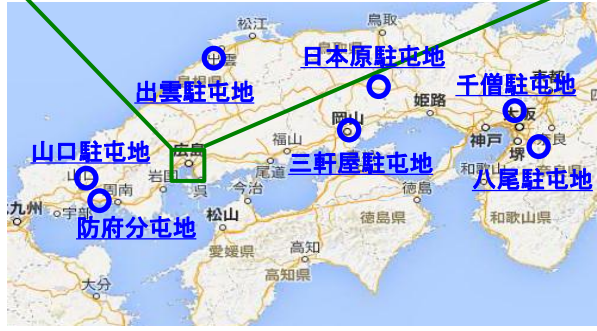 松江
鳥取
出雲
日本原駐屯地
出雲駐屯地
千僧駐屯地
姫路
岡山
大阪
山口駐屯地
広島
福山
神戸
三軒屋駐屯地
堺
奈良
尾道
岩国
呉
今治
和歌山
八尾駐屯地
周南
九州
宇部
防府分屯地
松山
徳島
徳島県
和歌山県
愛媛県
高知
高知県
大分